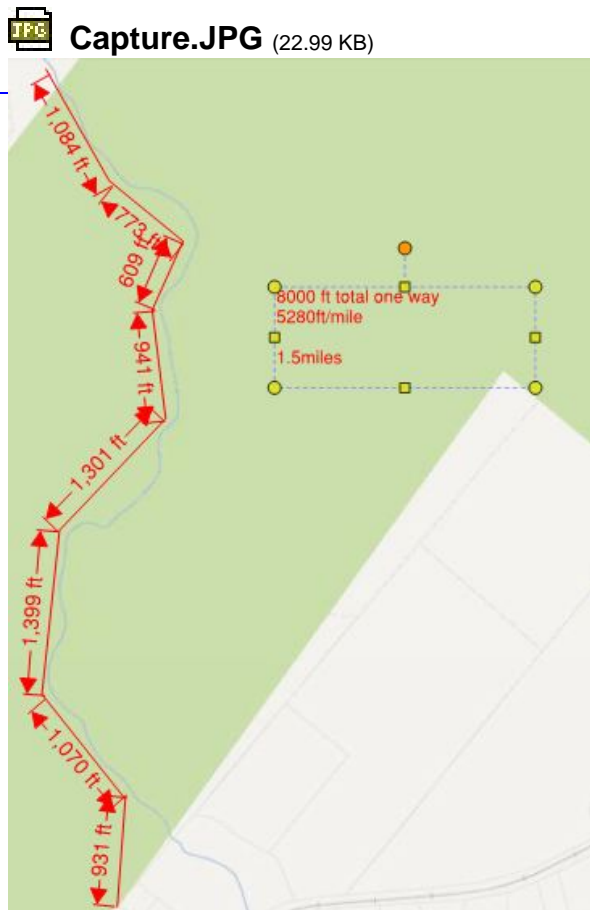 JPG
Capture.JPG (22.99 KB)
1,084 ft
773 ft
609 ft
8000 ft total one way
5280ft/mile
1.5miles
941 ft
1,301 ft
1,399 ft
1,070 ft
931 ft